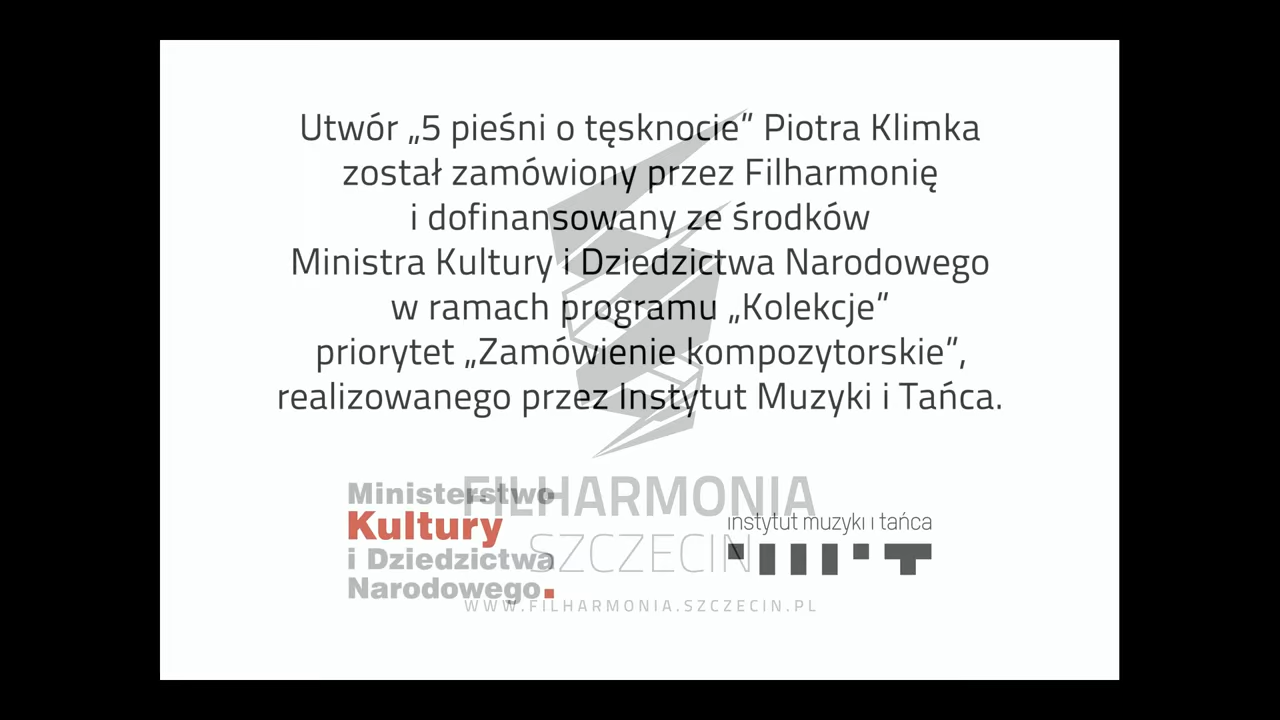 Utwór „5 pieśni o tęsknocie” Piotra Klimka
został zamówiony przez Filharmonię
i dofinansowany ze środków
Ministra Kultury i Dziedzictwa Narodowego
w ramach programu „Kolekcje”
priorytet „Zamówienie kompozytorskie”,
realizowanego przez Instytut Muzyki i Tańca.
Ministerstwo
Kultury
i Dziedzictwa
Narodowego.
FILHARMONIA
SZCZECIN
WWW.FILHARMONIA.SZCZECIN.PL
instytut muzyki i tańca